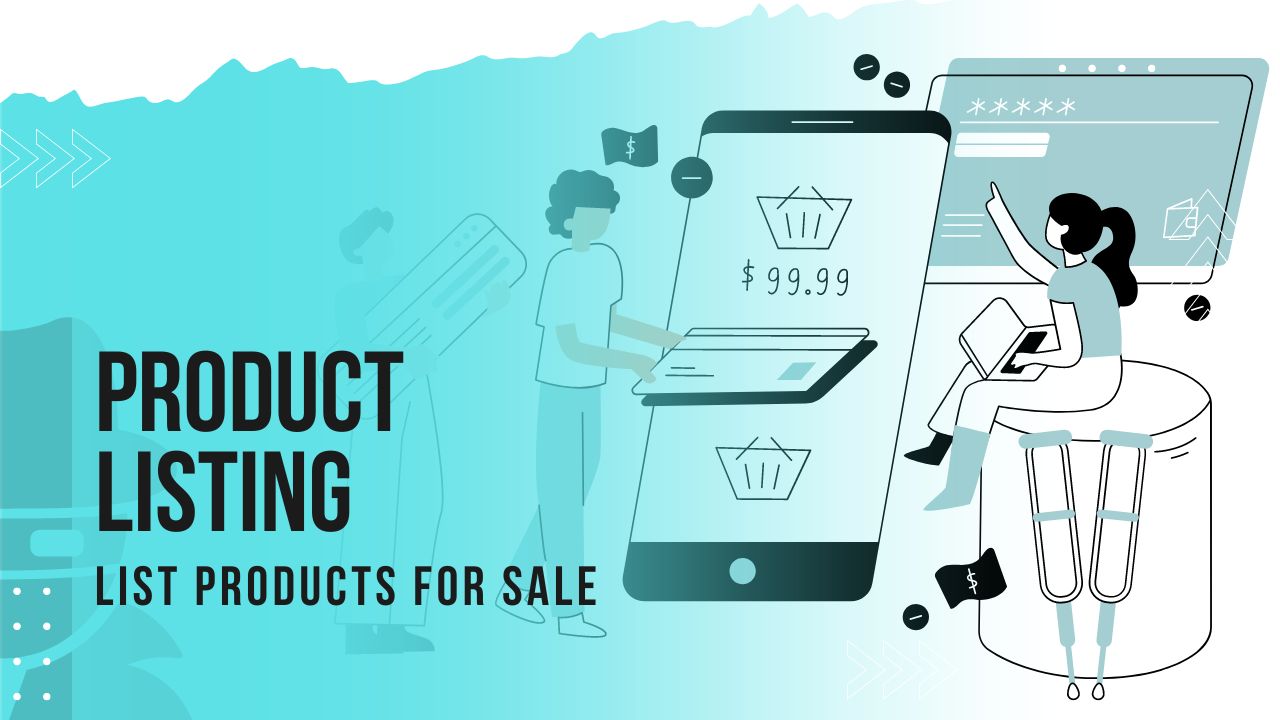 $
*****
$99.99
PRODUCT
LISTING
LIST PRODUCTS FOR SALE
$